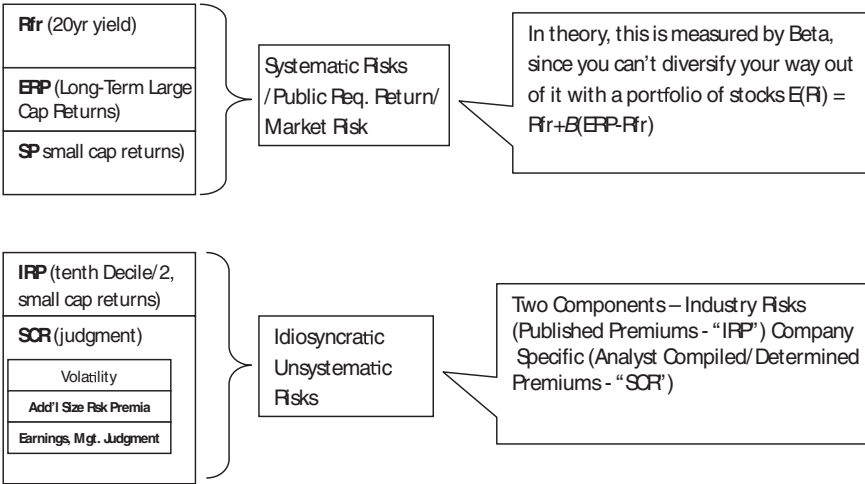 Rfr (20yr yield)
ERP (Long-Term Large
Cap Returns)
SP small cap returns)
Systematic Risks
/Public Req. Return/
Market Risk
In theory, this is measured by Beta,
since you can't diversify your way out
of it with a portfolio of stocks E(Ri) =
Rfr+B(ERP-Rfr)
IRP (tenth Decile/2,
small cap returns)
SCR (judgment)
Volatility
Add'l Size Rsk Premia
Earnings, Mgt. Judgment
Idiosyncratic
Unsystematic
Risks
Two Components – Industry Risks
(Published Premiums - “IRP”) Company
Specific (Analyst Compiled/Determined
Premiums - “SCR”)